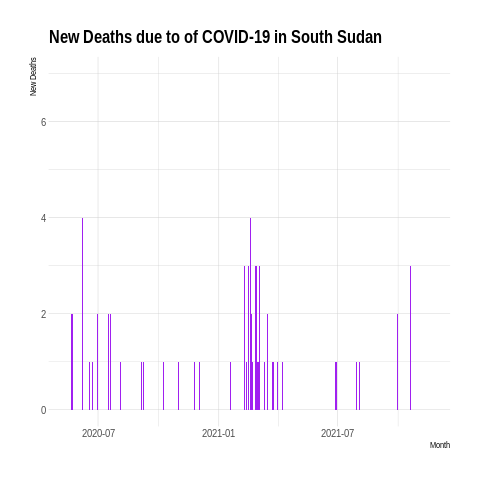 New Deaths due to of COVID-19 in South Sudan
New Deaths
6
4
2
0
2020-07 2021-01 2021-07
Month